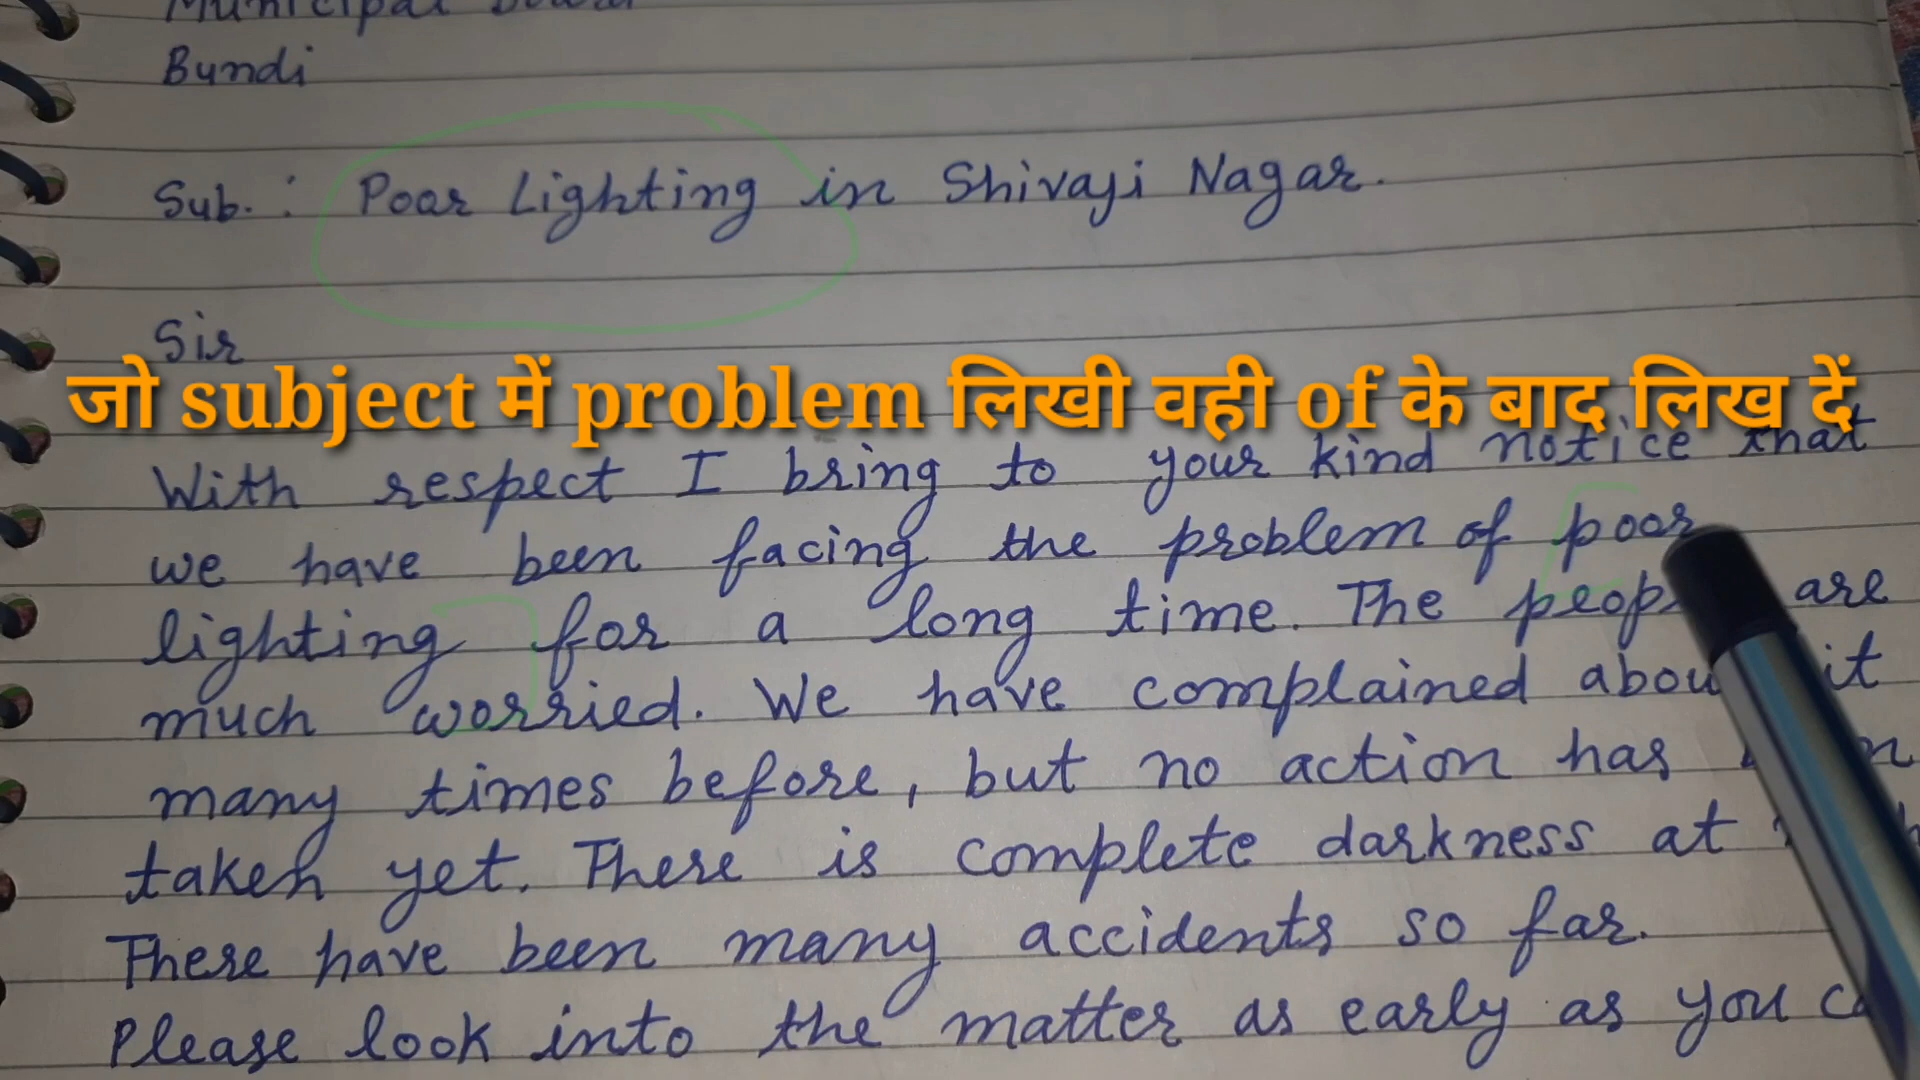 Municipal Board
Bundi
Sub. : Poor Lighting in Shivaji Nagar.
Sir
जो subject में problem लिखी वही of के बाद लिख दें
With respect I bring to your kind notice that
we have been facing the problem of poor
lighting for a long time. The are
much worried. We have complained it
many times before, but no action has
taken yet. There is complete darkness at
There have been many accidents so far.
Please look into the matter as early as you